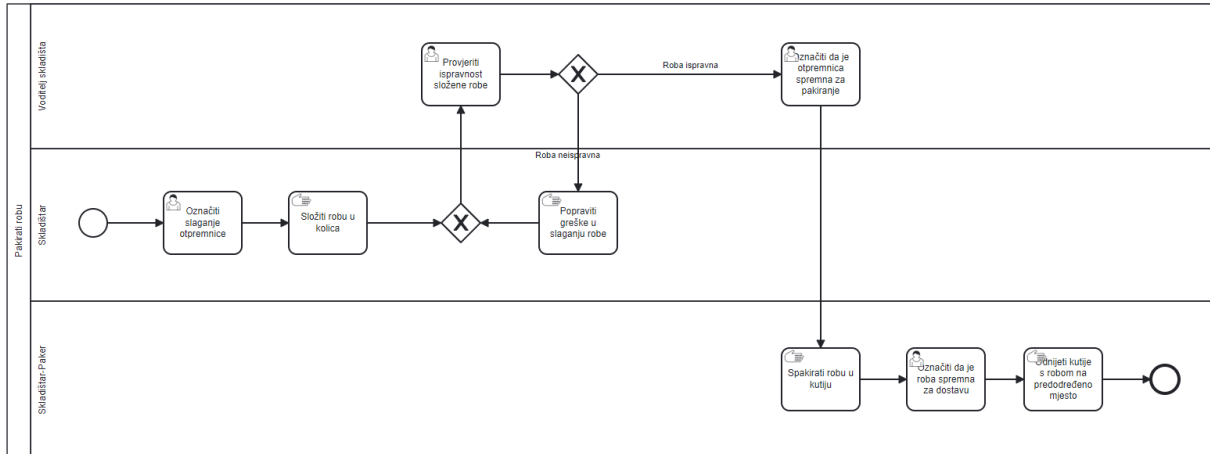 Pakirati robu
Voditelj skladišta
Provjeriti
ispravnost
složene robe
Roba ispravna
Označiti da je
otpremnica
spremna za
pakiranje
Roba neispravna
Skladištar
Označiti
slaganje
otpremnice
Složiti robu u
kolica
Popraviti
greške u
slaganju robe
Skladištar-Paker
Spakirati robu u
kutiju
Označiti da je
roba spremna
za dostavu
Odnijeti kutije
s robom na
predodređeno
mjesto